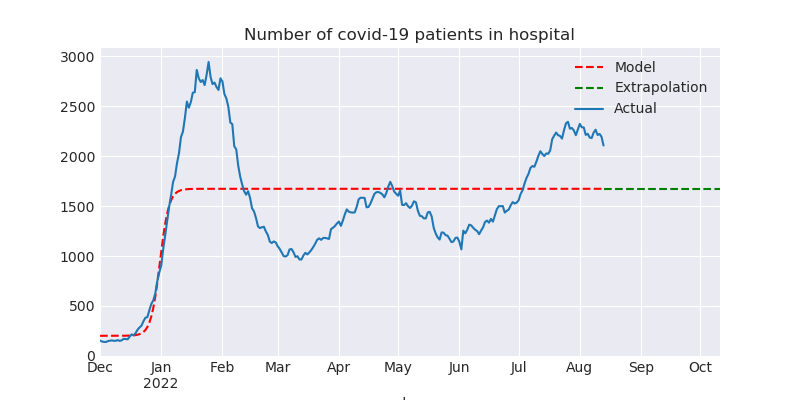 Number of covid-19 patients in hospital
3000
2500
2000
1500
1000
500
0
Model
Extrapolation
Actual
Dec Jan Feb Mar Apr May Jun Jul Aug Sep Oct
2022